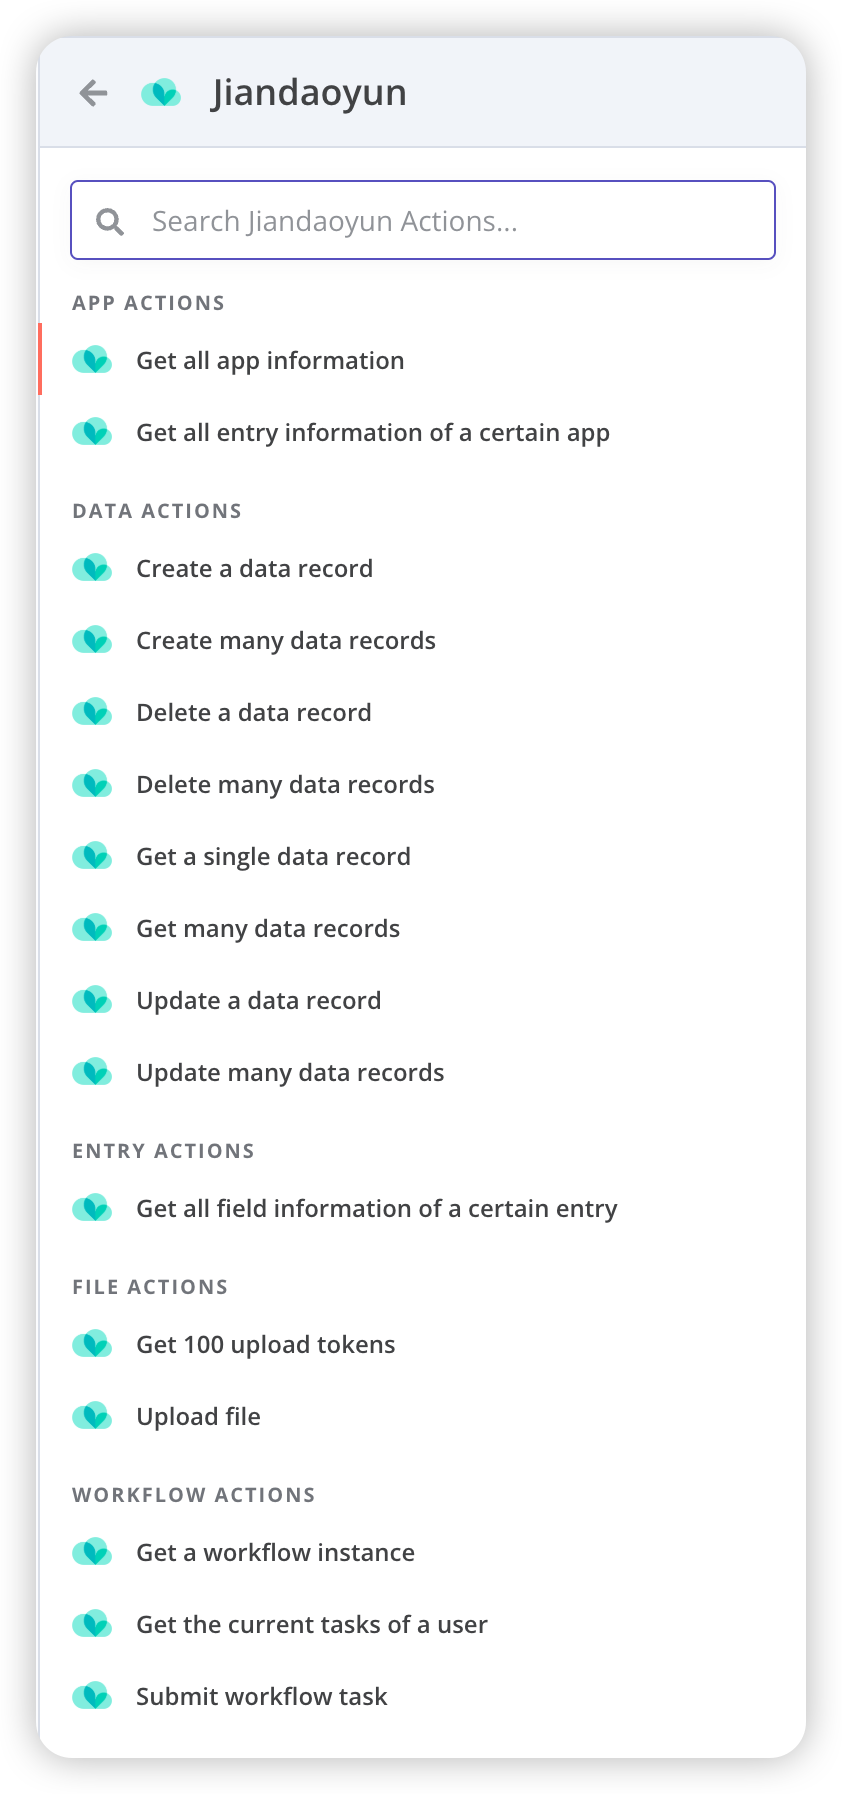 Jiandaoyun
Search Jiandaoyun Actions...
APP ACTIONS
Get all app information
Get all entry information of a certain app
DATA ACTIONS
Create a data record
Create many data records
Delete a data record
Delete many data records
Get a single data record
Get many data records
Update a data record
Update many data records
ENTRY ACTIONS
Get all field information of a certain entry
FILE ACTIONS
Get 100 upload tokens
Upload file
WORKFLOW ACTIONS
Get a workflow instance
Get the current tasks of a user
Submit workflow task